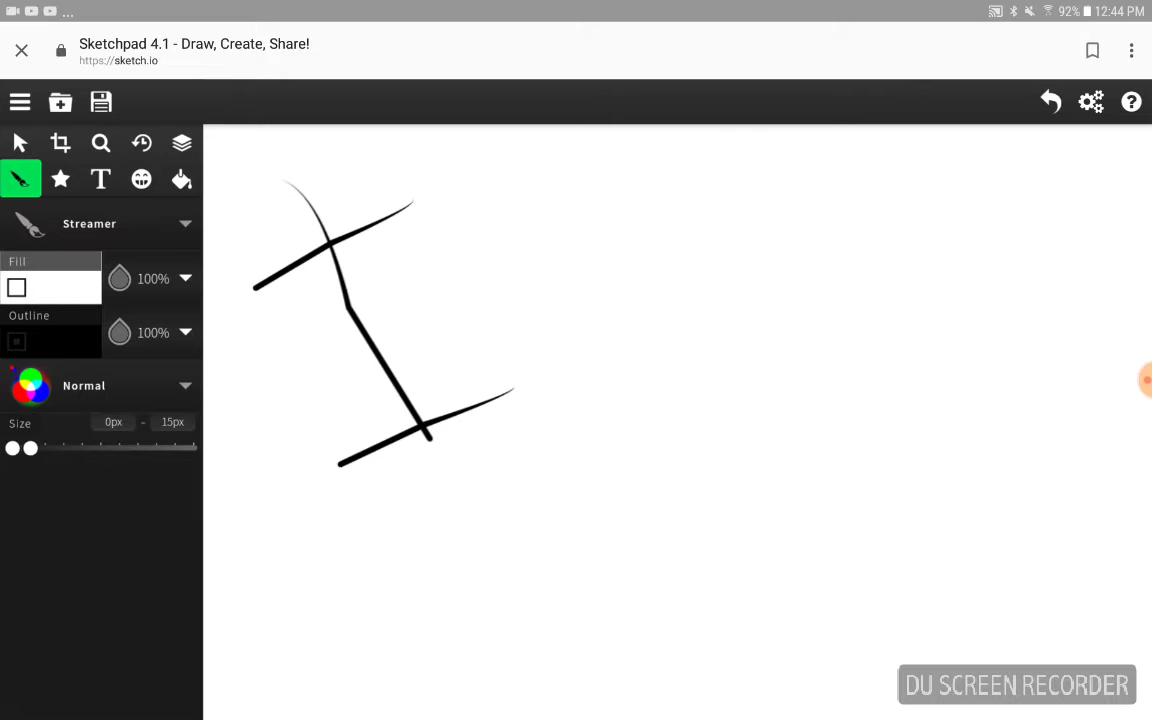 ... 92% 12:44 PM
Sketchpad 4.1 - Draw, Create, Share!
https://sketch.io
T
Streamer
Fill
100%
Outline
100%
Normal
Size 0px - 15px
DU SCREEN RECORDER